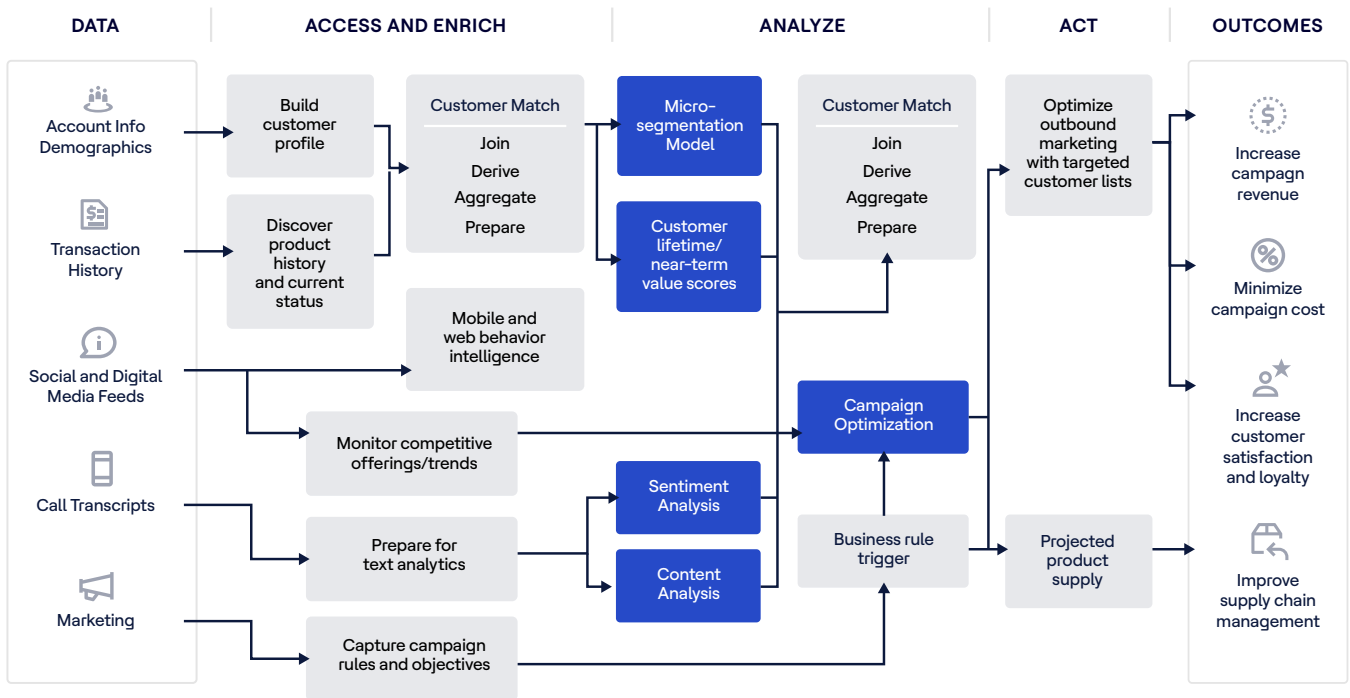 DATA
ACCESS AND ENRICH
ANALYZE
ACT
OUTCOMES
Account Info
Demographics
Transaction
History
Social and Digital
Media Feeds
Call Transcripts
Marketing
Build
customer
profile
Discover
product
history
and current
status
Customer Match
Join
Derive
Aggregate
Prepare
Mobile and
web behavior
intelligence
Monitor competitive
offerings/trends
Prepare for
text analytics
Capture campaign
rules and objectives
Micro-
segmentation
Model
Customer
lifetime/
near-term
value scores
Sentiment
Analysis
Content
Analysis
Customer Match
Join
Derive
Aggregate
Prepare
Campaign
Optimization
Business rule
trigger
Optimize
outbound
marketing
with targeted
customer lists
Projected
product
supply
Increase
campagn
revenue
Minimize
campaign cost
Increase
customer
satisfaction
and loyalty
Improve
supply chain
management